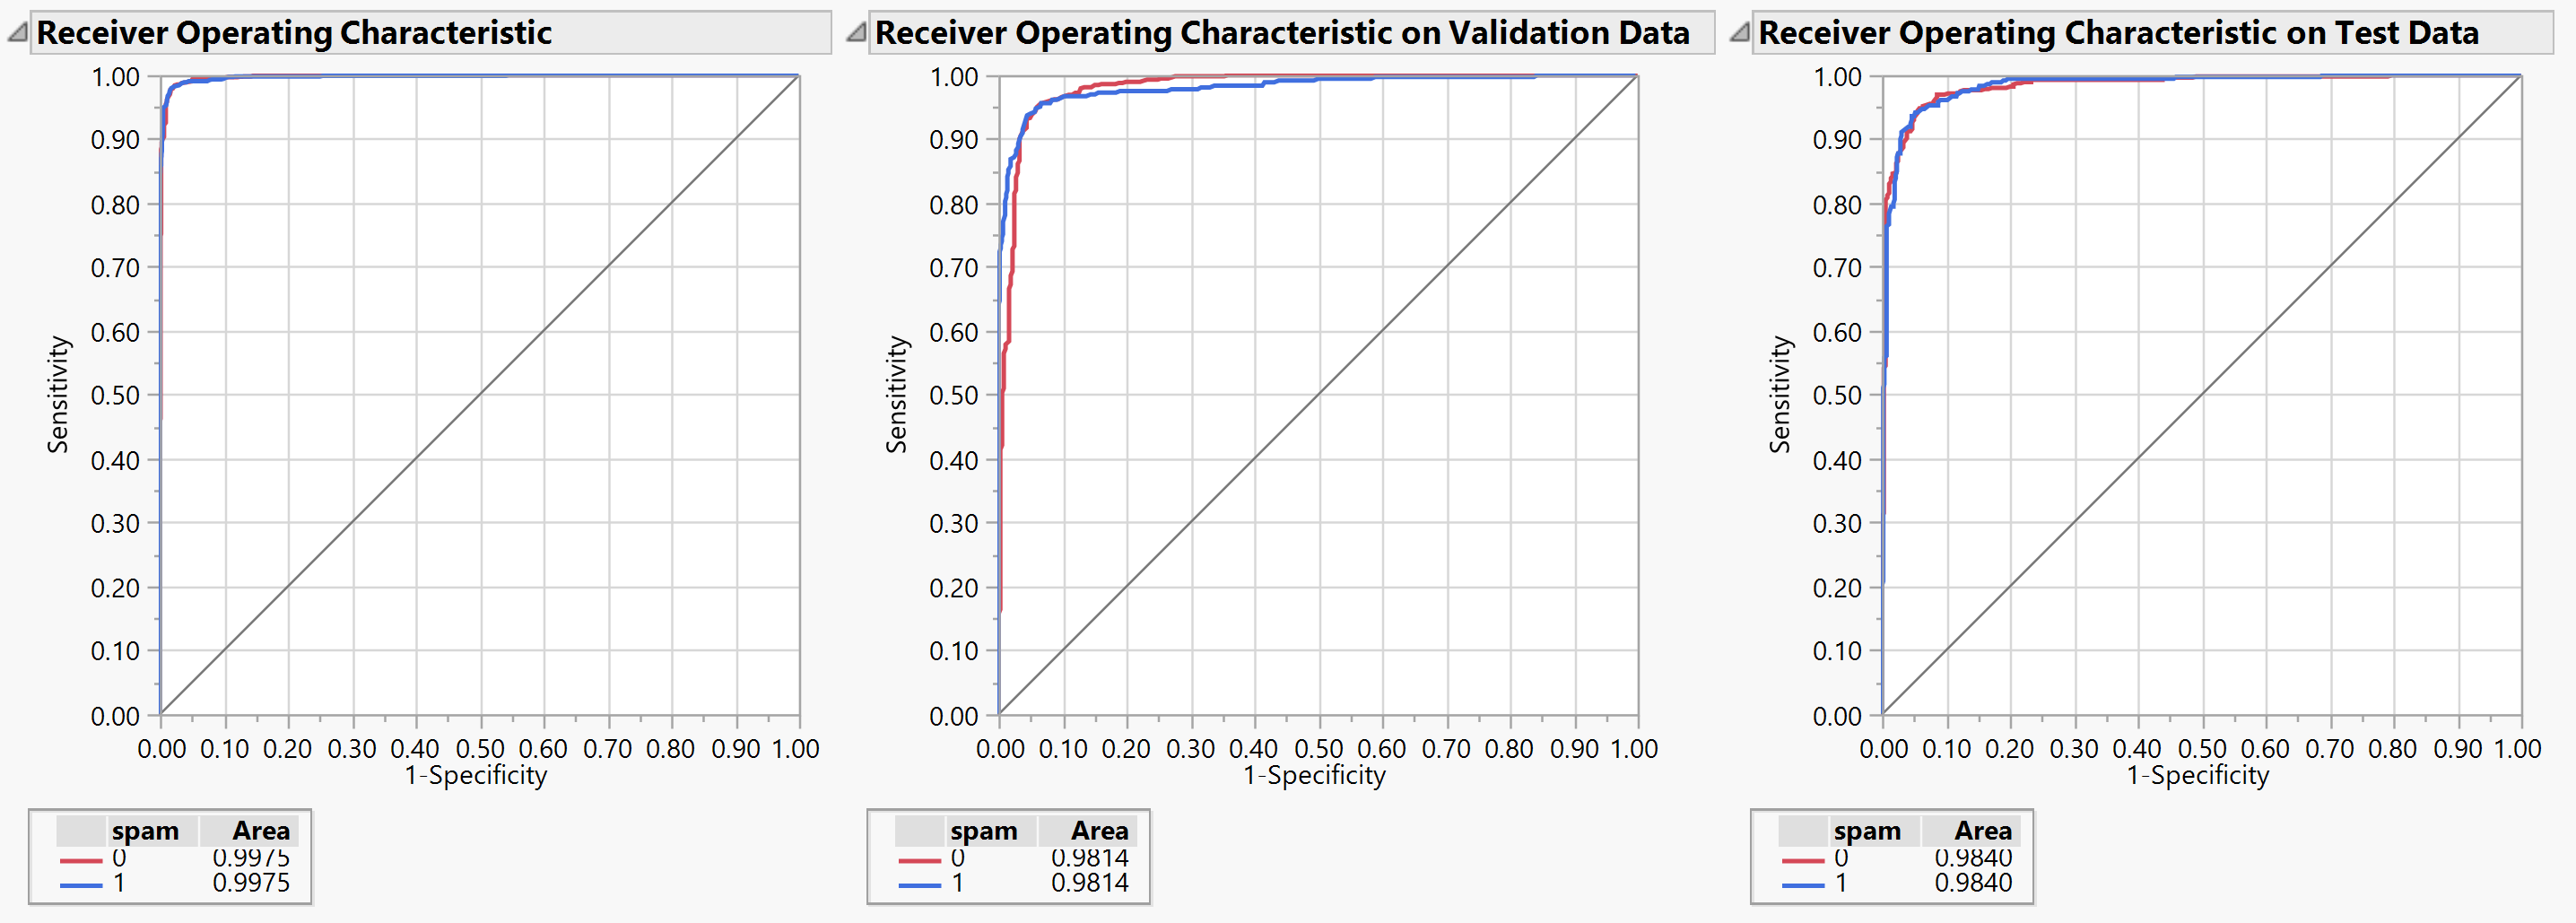 Receiver Operating Characteristic
1.00
0.90
0.80
0.70
0.60
0.50
0.40
0.30
0.20
0.10
0.00
Sensitivity
0.00 0.10 0.20 0.30 0.40 0.50 0.60 0.70 0.80 0.90 1.00
1-Specificity
spam Area
0 0.9975
1 0.9975
Receiver Operating Characteristic on Validation Data
1.00
0.90
0.80
0.70
0.60
0.50
0.40
0.30
0.20
0.10
0.00
Sensitivity
0.00 0.10 0.20 0.30 0.40 0.50 0.60 0.70 0.80 0.90 1.00
1-Specificity
spam Area
0 0.9814
1 0.9814
Receiver Operating Characteristic on Test Data
1.00
0.90
0.80
0.70
0.60
0.50
0.40
0.30
0.20
0.10
0.00
Sensitivity
0.00 0.10 0.20 0.30 0.40 0.50 0.60 0.70 0.80 0.90 1.00
1-Specificity
spam Area
0 0.9840
1 0.9840